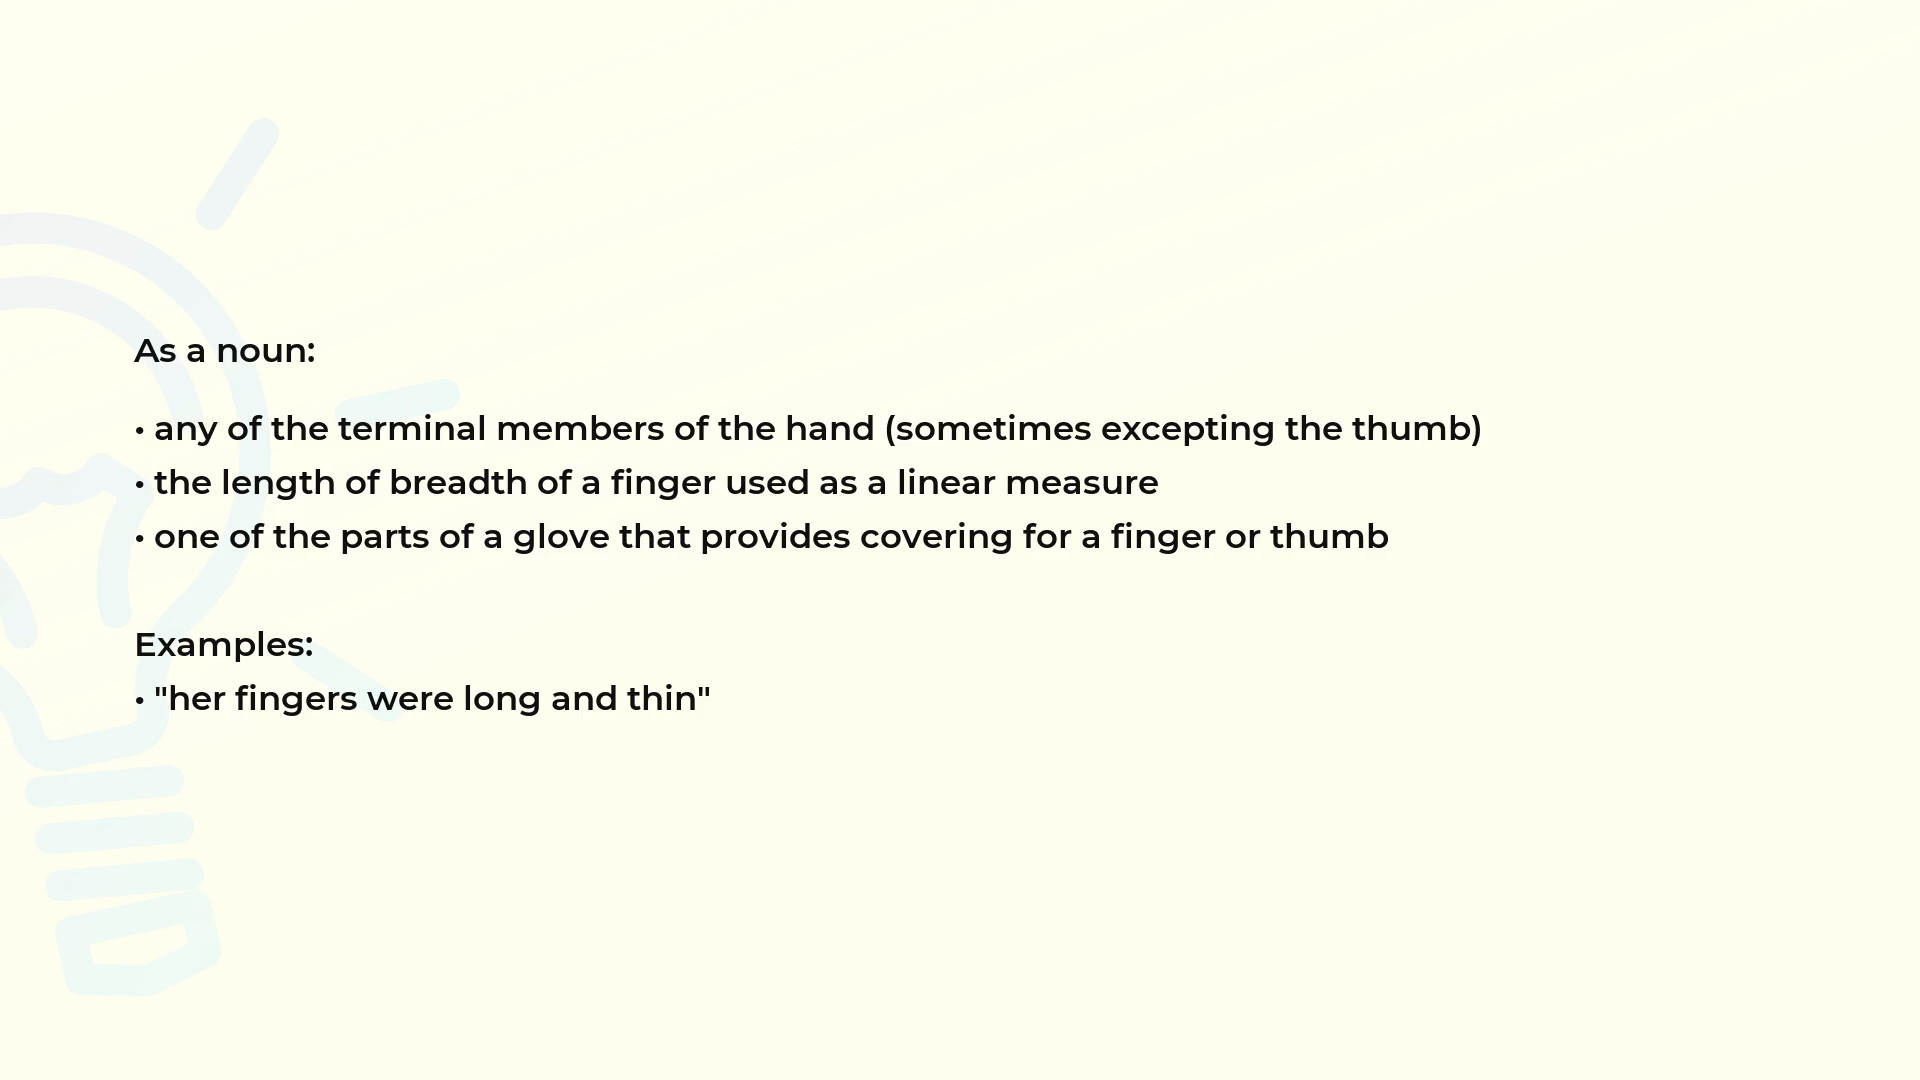 As a noun:
• any of the terminal members of the hand (sometimes excepting the thumb)
• the length of breadth of a finger used as a linear measure
• one of the parts of a glove that provides covering for a finger or thumb
Examples:
• "her fingers were long and thin"